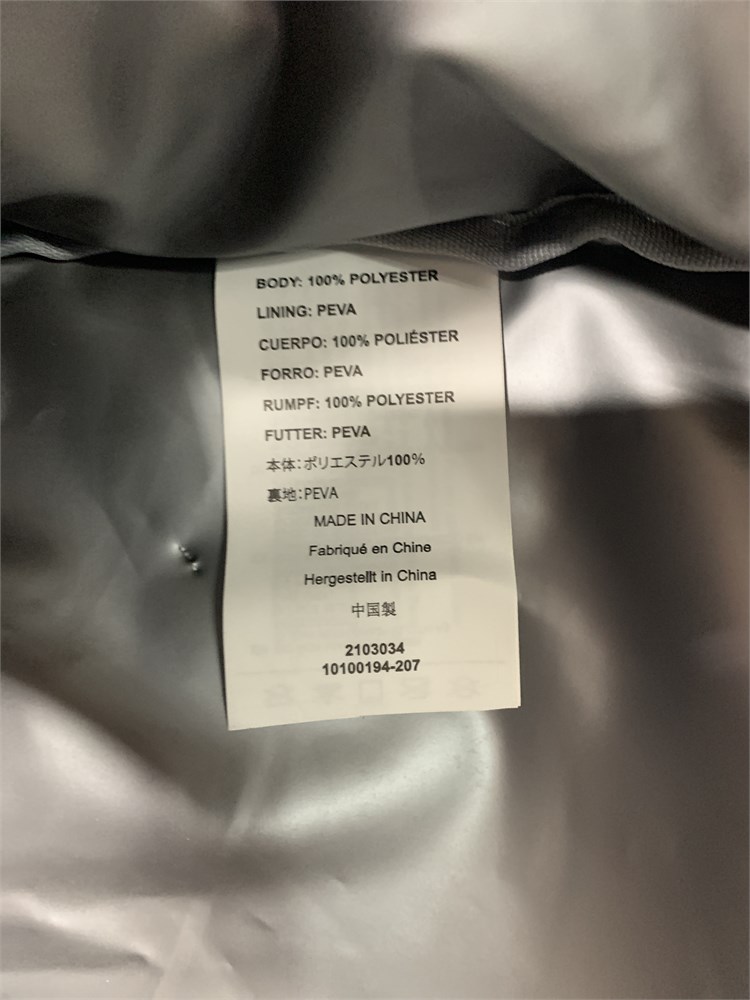 BODY: 100% POLYESTER
LINING: PEVA
CUERPO: 100% POLIÉSTER
FORRO: PEVA
RUMPF: 100% POLYESTER
FUTTER: PEVA
本体:ポリエステル100%
裏地:PEVA
MADE IN CHINA
Fabriqué en Chine
Hergestellt in China
中国製
2103034
10100194-207